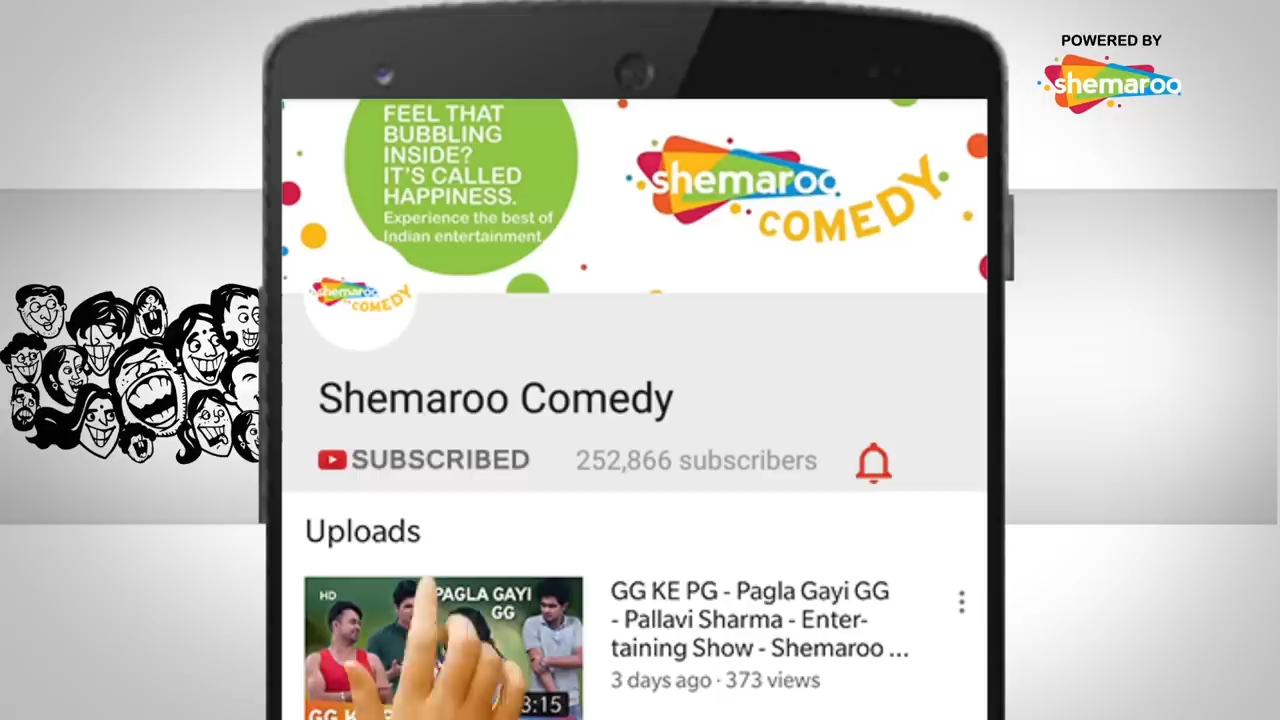 POWERED BY
shemaroo
FEEL THAT
BUBBLING
INSIDE?
IT'S CALLED
HAPPINESS.
Experience the best of
Indian entertainment
shemaroo
COMEDY
shemaroo
COMEDY
Shemaroo Comedy
SUBSCRIBED 252,866 subscribers
Uploads
HD
PAGLA GAYI
GG
GG
3:15
GG KE PG - Pagla Gayi GG
- Pallavi Sharma - Enter-
taining Show - Shemaroo ...
3 days ago · 373 views